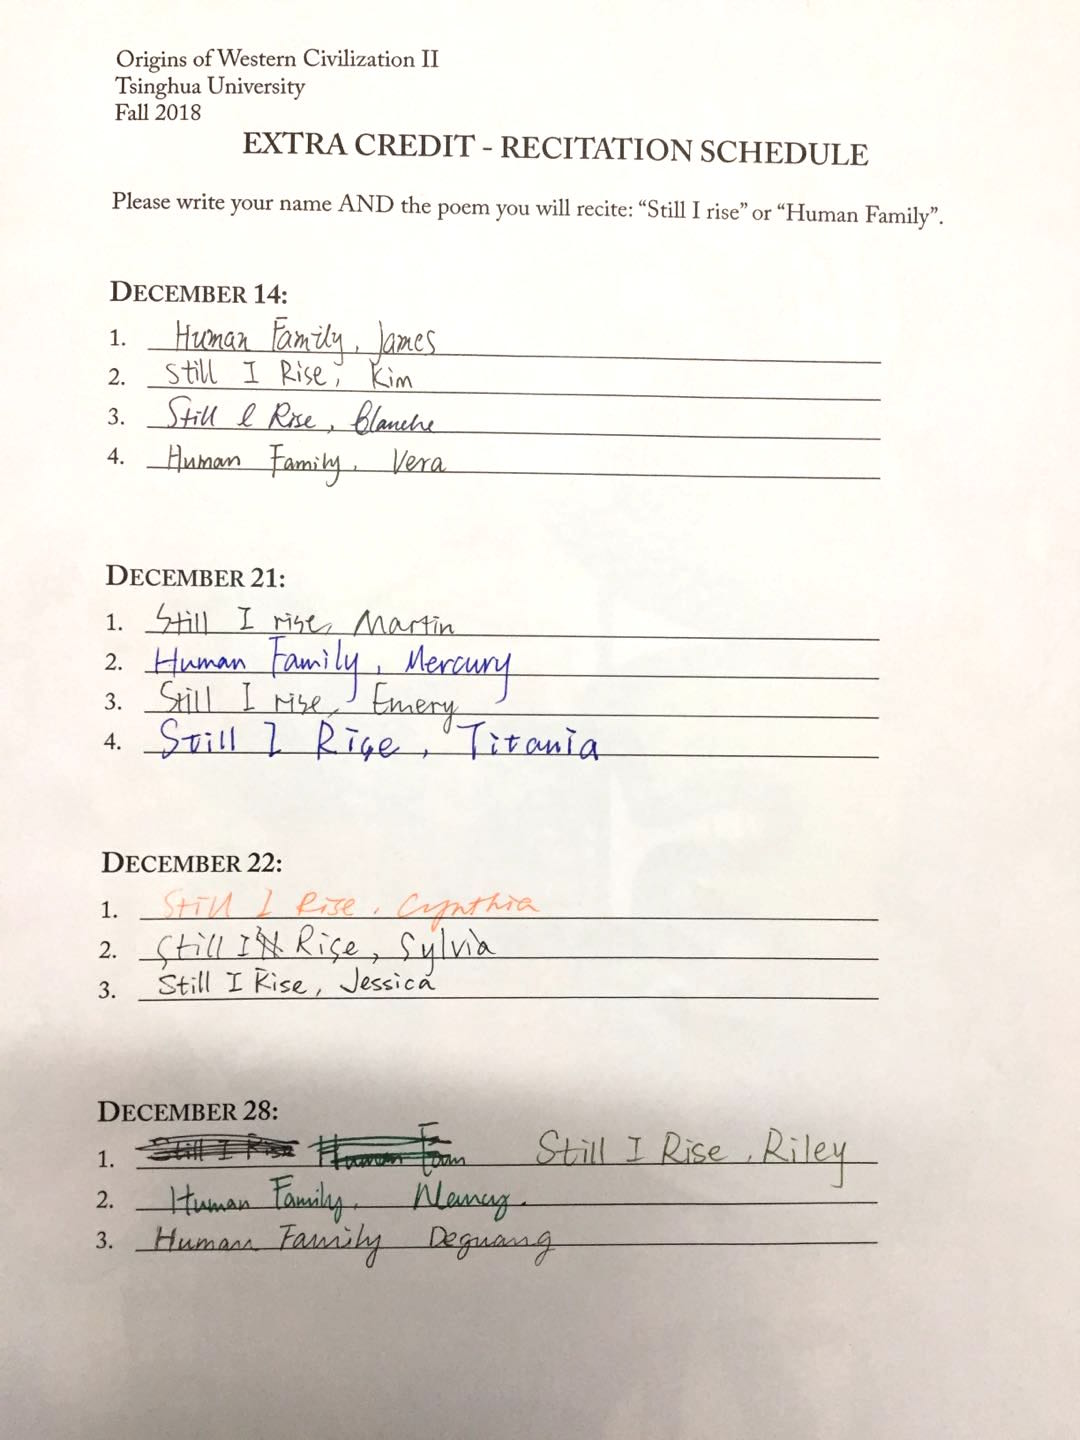 Origins of Western Civilization II
Tsinghua University
Fall 2018
EXTRA CREDIT - RECITATION SCHEDULE
Please write your name AND the poem you will recite: “Still I rise” or “Human Family”.
DECEMBER 14:
1. Human Family, James
2. Still I Rise, Kim
3. Still I Rise, Blanche
4. Human Family, Vera
DECEMBER 21:
1. Still I rise, Martin
2. Human Family, Mercury
3. Still I rise, Emery
4. Still I Rise, Titania
DECEMBER 22:
1. Still I Rise, Cynthia
2. Still I Rise, Sylvia
3. Still I Rise, Jessica
DECEMBER 28:
1. Still I Rise Human Fam Still I Rise, Riley
2. Human Family, Nancy.
3. Human Family Deguang